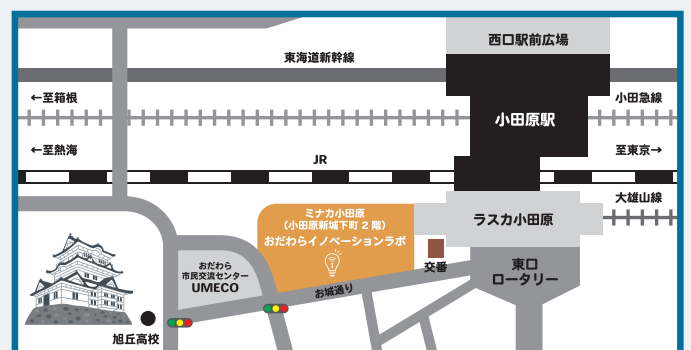 西口駅前広場
東海道新幹線
←至箱根
小田急線
小田原駅
←至熱海
至東京→
JR
大雄山線
ミナカ小田原
（小田原新城下町２階）
おだわらイノベーションラボ
ラスカ小田原
おだわら
市民交流センター
UMECO
交番
東口
ロータリー
お城通り
旭丘高校